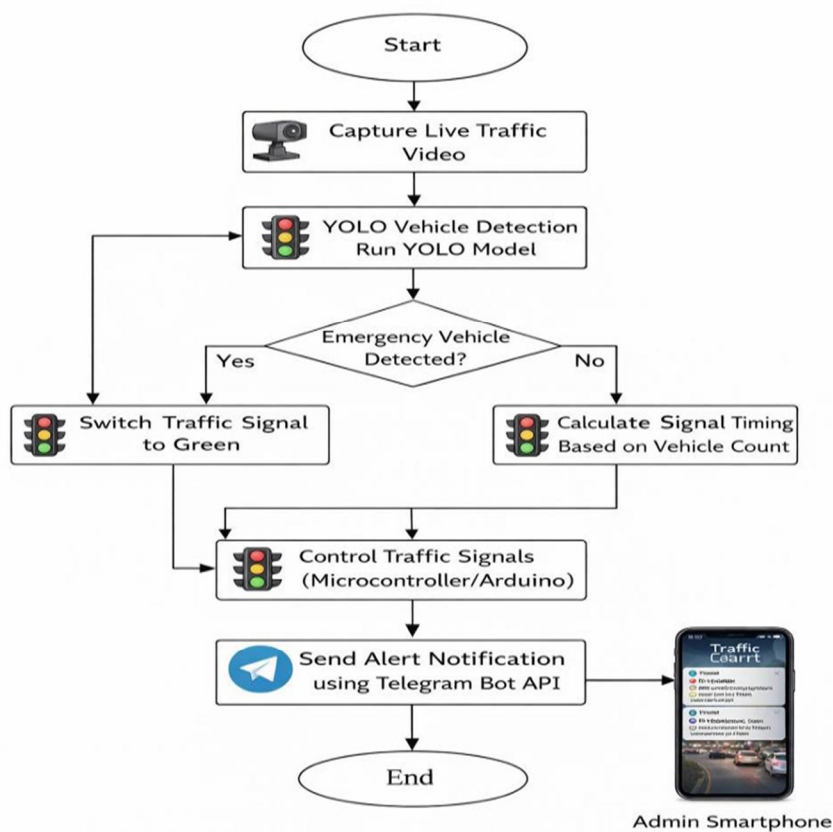 Start
Capture Live Traffic
Video
YOLO Vehicle Detection
Run YOLO Model
Emergency Vehicle
Detected?
Yes
No
Switch Traffic Signal
to Green
Calculate Signal Timing
Based on Vehicle Count
Control Traffic Signals
(Microcontroller/Arduino)
Send Alert Notification
using Telegram Bot API
Traffic
Coarrt
End
Admin Smartphone